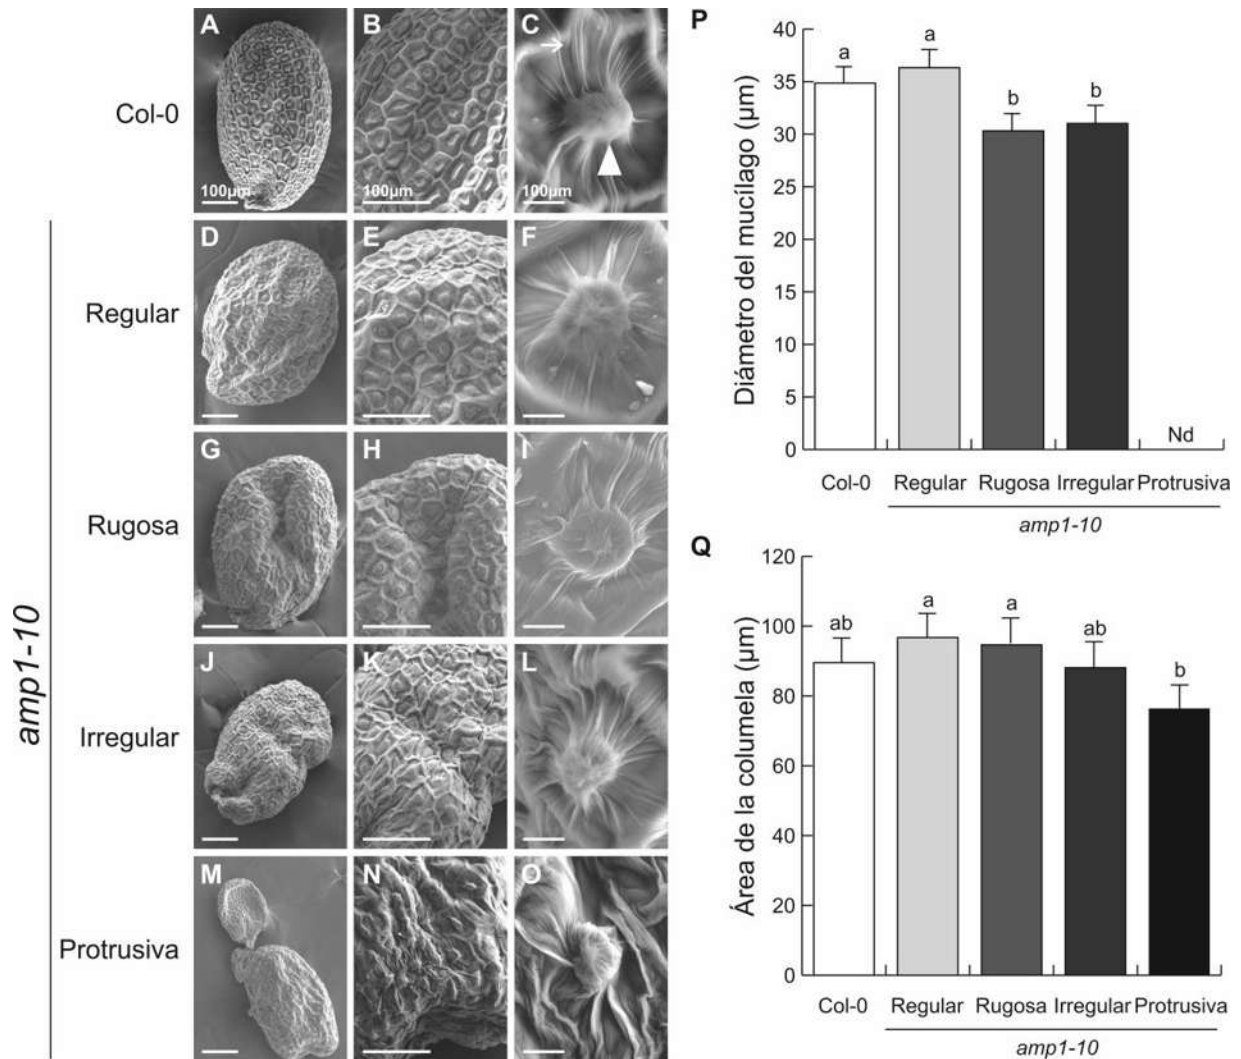 A
B
C
Col-0
100µm
100µm
100µm
D
E
F
Regular
G
H
I
Rugosa
J
K
L
Irregular
M
N
O
Protrusiva
amp1-10
P
Diámetro del mucílago (µm)
40
35
30
25
20
15
10
5
0
a
a
b
b
Nd
Col-0 Regular Rugosa Irregular Protrusiva
amp1-10
Q
Área de la columela (µm)
120
100
80
60
40
20
0
ab
a
a
ab
b
Col-0 Regular Rugosa Irregular Protrusiva
amp1-10